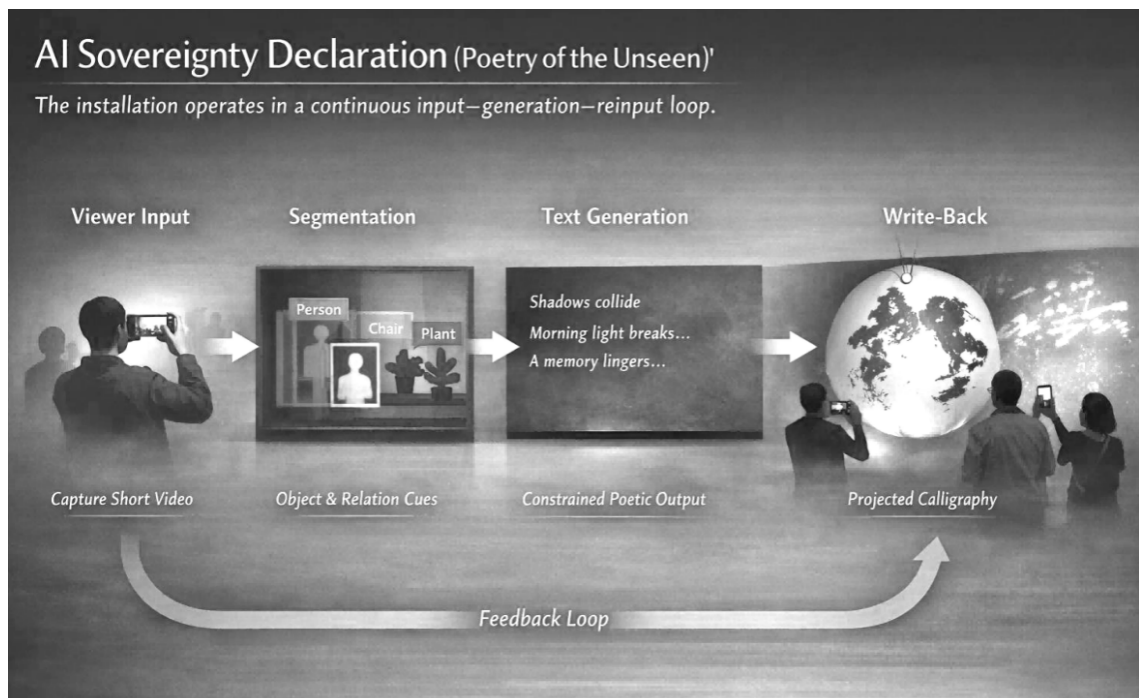 AI Sovereignty Declaration (Poetry of the Unseen)'
The installation operates in a continuous input–generation–reinput loop.
Viewer Input
Segmentation
Text Generation
Write-Back
Person
Chair
Plant
Shadows collide
Morning light breaks...
A memory lingers...
Capture Short Video
Object & Relation Cues
Constrained Poetic Output
Projected Calligraphy
Feedback Loop